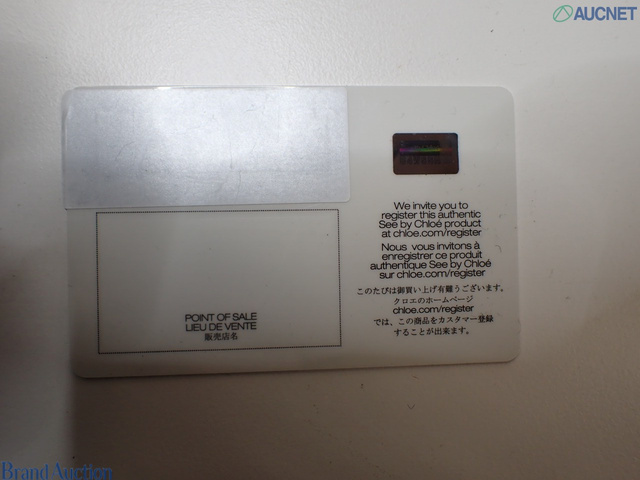 AUCNET
We invite you to
register this authentic
See by Chloé product
at chloe.com/register
Nous vous invitons à
enregistrer ce produit
authentique See by Chloé
sur chloe.com/register
このたびは御買い上げ有難うございます。
クロエのホームページ
chloe.com/register
では、この商品をカスタマー登録
することが出来ます。
POINT OF SALE
LIEU DE VENTE
販売店名
Brand Auction